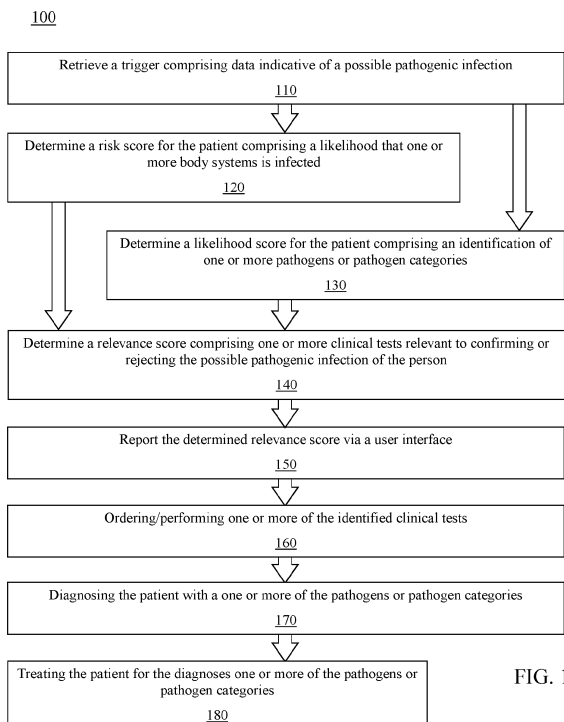 100
Retrieve a trigger comprising data indicative of a possible pathogenic infection
110
Determine a risk score for the patient comprising a likelihood that one or
more body systems is infected
120
Determine a likelihood score for the patient comprising an identification of
one or more pathogens or pathogen categories
130
Determine a relevance score comprising one or more clinical tests relevant to confirming or
rejecting the possible pathogenic infection of the person
140
Report the determined relevance score via a user interface
150
Ordering/performing one or more of the identified clinical tests
160
Diagnosing the patient with a one or more of the pathogens or pathogen categories
170
Treating the patient for the diagnoses one or more of the pathogens or
pathogen categories
180
FIG. 1